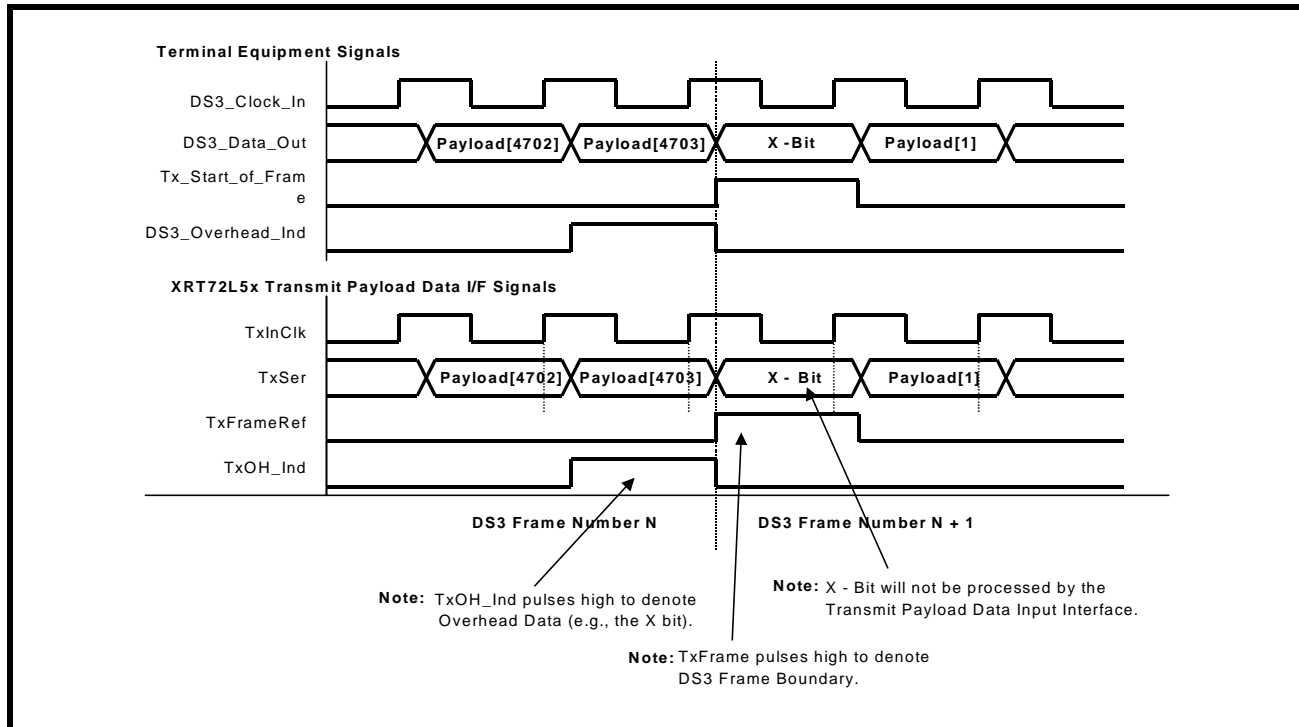 Terminal Equipment Signals
DS3_Clock_In
DS3_Data_Out
Payload[4702] Payload[4703] X -Bit Payload[1]
Tx_Start_of_Fram
e
DS3_Overhead_Ind
XRT72L5x Transmit Payload Data I/F Signals
TxInClk
TxSer
Payload[4702] Payload[4703] X - Bit Payload[1]
TxFrameRef
TxOH_Ind
DS3 Frame Number N DS3 Frame Number N + 1
Note: TxOH_Ind pulses high to denote
Overhead Data (e.g., the X bit).
Note: X - Bit will not be processed by the
Transmit Payload Data Input Interface.
Note: TxFrame pulses high to denote
DS3 Frame Boundary.